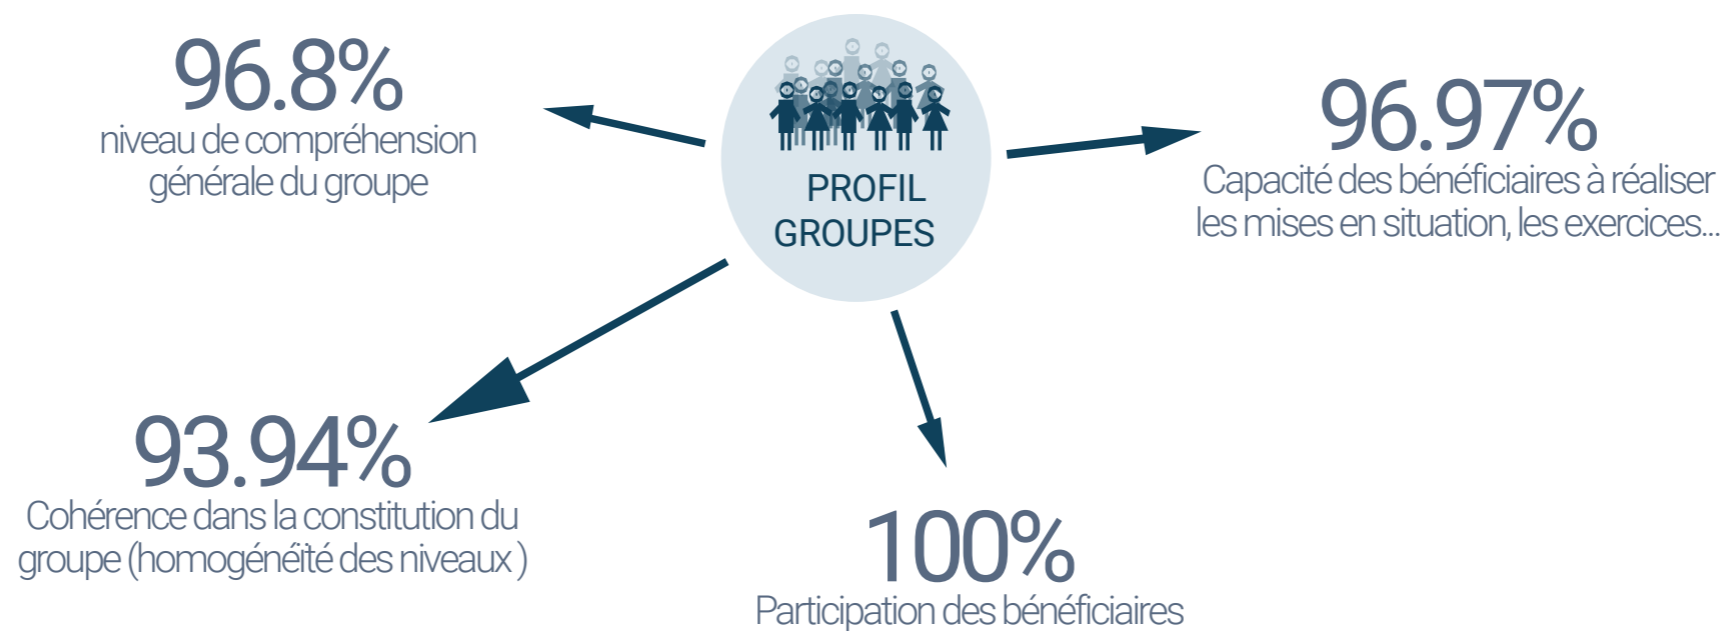 96.8%
niveau de compréhension
générale du groupe
PROFIL
GROUPES
96.97%
Capacité des bénéficiaires à réaliser
les mises en situation, les exercices...
93.94%
Cohérence dans la constitution du
groupe (homogénéité des niveaux )
100%
Participation des bénéficiaires